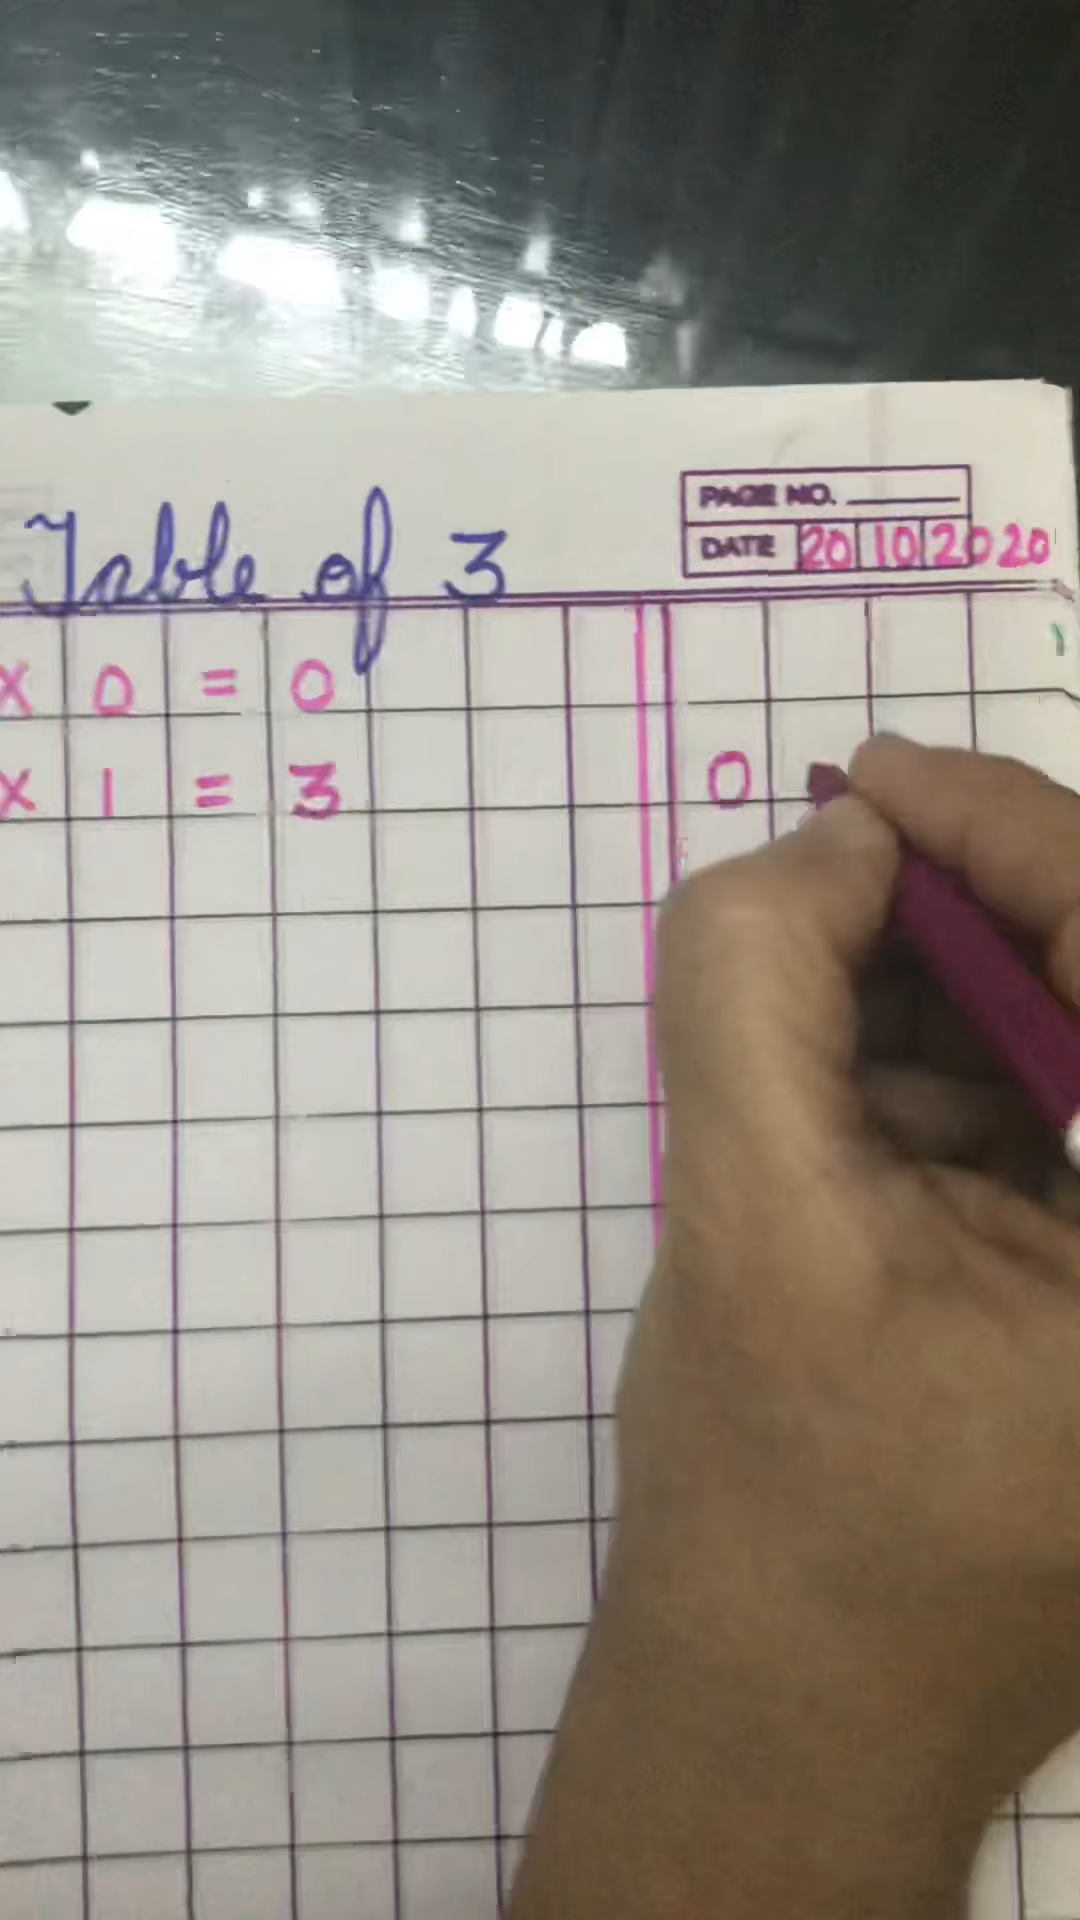 PAGE NO.
Table of 3
DATE 20 10 2020
x 0 = 0
x 1 = 3 0